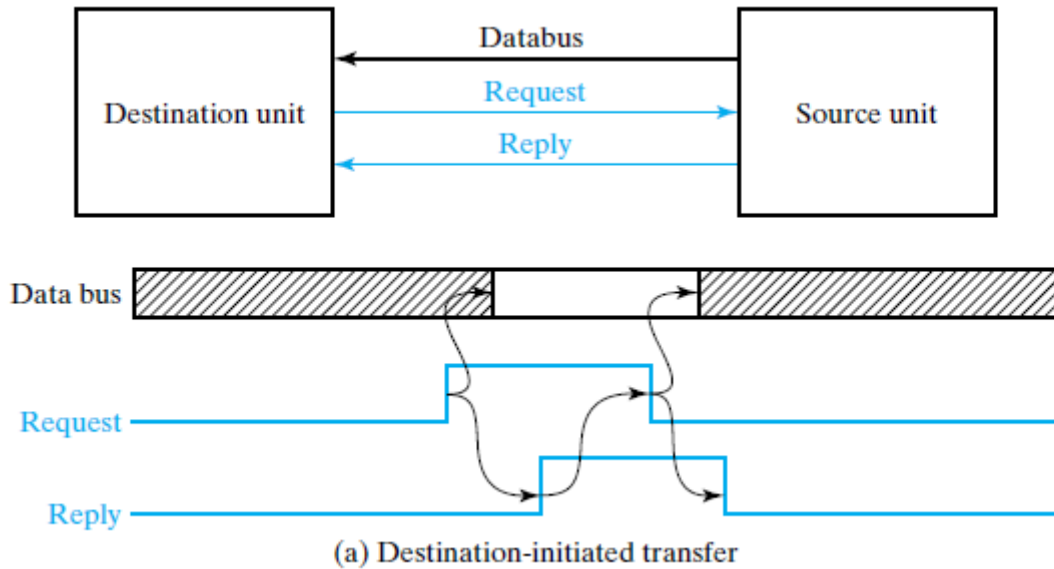 Databus
Request
Destination unit
Source unit
Reply
Data bus
Request
Reply
(a) Destination-initiated transfer